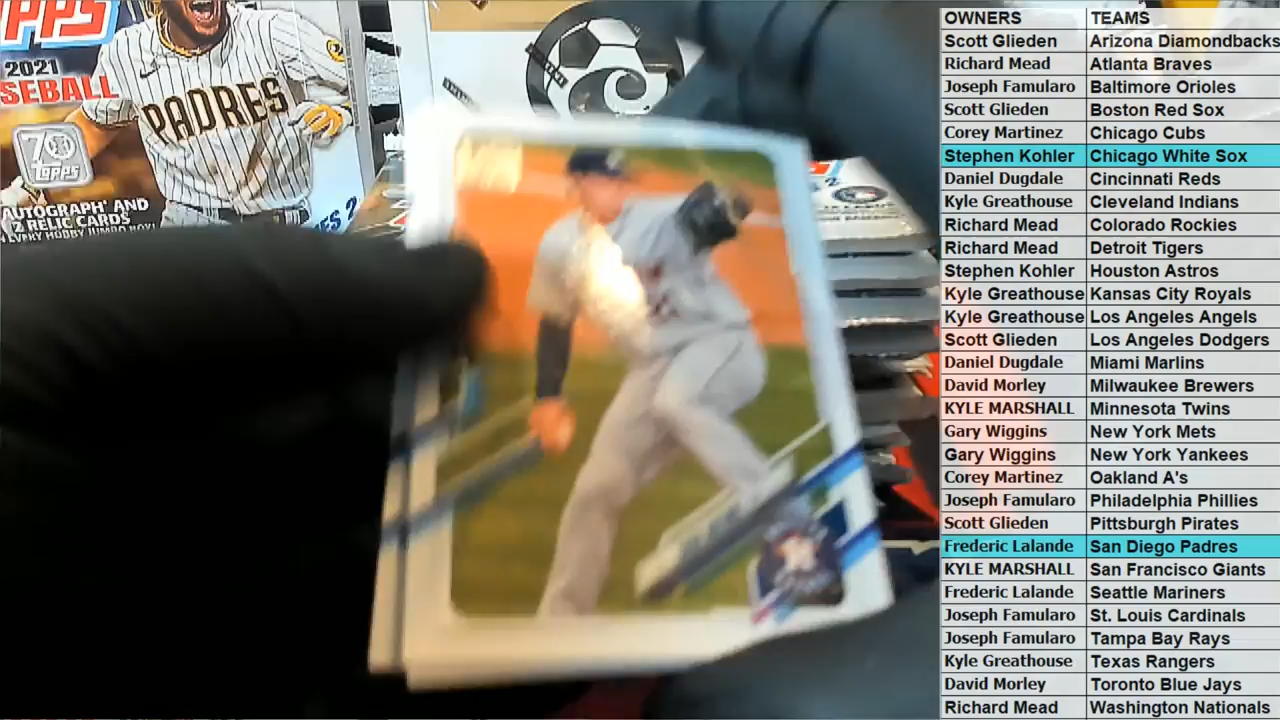 PPS
2021
SEBALL
70
TOPPS
AUTOGRAPH AND
2 RELIC CARDS
PADRES
OWNERS TEAMS
Scott Glieden Arizona Diamondbacks
Richard Mead Atlanta Braves
Joseph Famularo Baltimore Orioles
Scott Glieden Boston Red Sox
Corey Martinez Chicago Cubs
Stephen Kohler Chicago White Sox
Daniel Dugdale Cincinnati Reds
Kyle Greathouse Cleveland Indians
Richard Mead Colorado Rockies
Richard Mead Detroit Tigers
Stephen Kohler Houston Astros
Kyle Greathouse Kansas City Royals
Kyle Greathouse Los Angeles Angels
Scott Glieden Los Angeles Dodgers
Daniel Dugdale Miami Marlins
David Morley Milwaukee Brewers
KYLE MARSHALL Minnesota Twins
Gary Wiggins New York Mets
Gary Wiggins New York Yankees
Corey Martinez Oakland A's
Joseph Famularo Philadelphia Phillies
Scott Glieden Pittsburgh Pirates
Frederic Lalande San Diego Padres
KYLE MARSHALL San Francisco Giants
Frederic Lalande Seattle Mariners
Joseph Famularo St. Louis Cardinals
Joseph Famularo Tampa Bay Rays
Kyle Greathouse Texas Rangers
David Morley Toronto Blue Jays
Richard Mead Washington Nationals